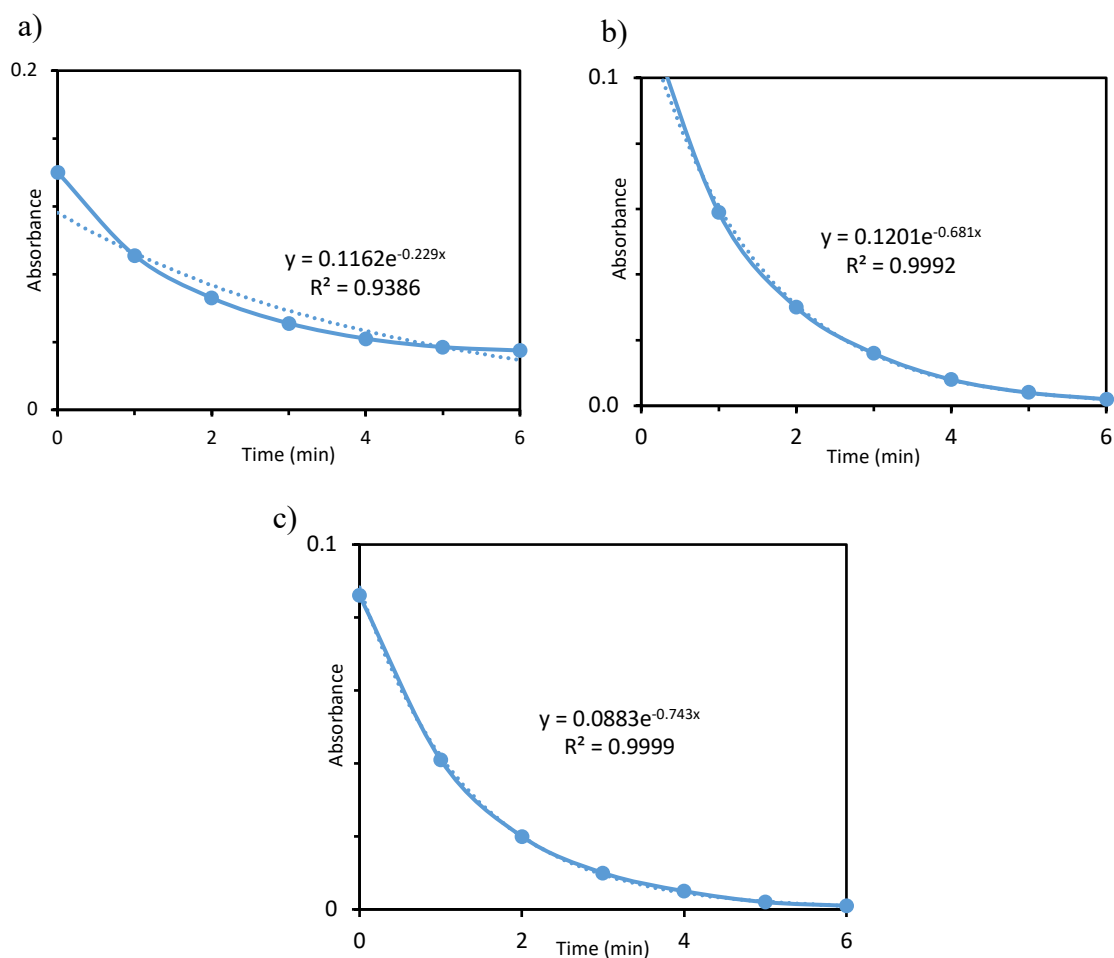 a)
0.2
Absorbance
y = 0.1162e^-0.229x
R² = 0.9386
0
0 2 4 6
Time (min)
b)
0.1
Absorbance
y = 0.1201e^-0.681x
R² = 0.9992
0.0
0 2 4 6
Time (min)
c)
0.1
Absorbance
y = 0.0883e^-0.743x
R² = 0.9999
0
0 2 4 6
Time (min)